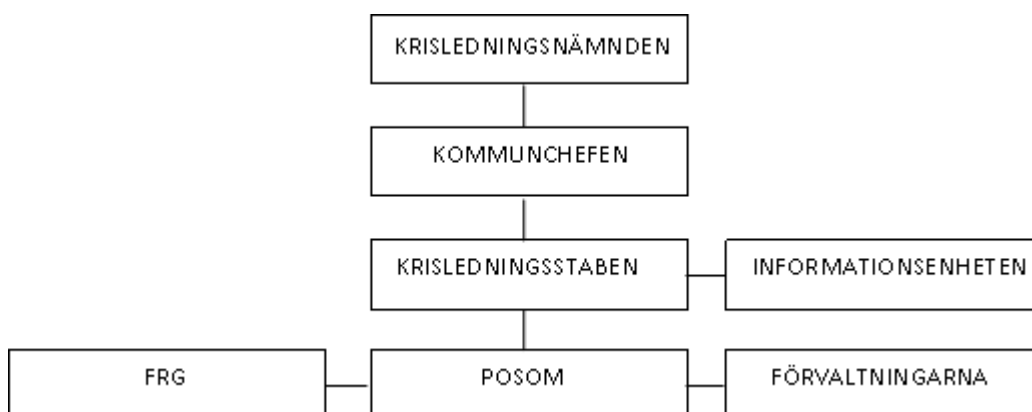 KRISLEDNINGSNÄMNDEN
KOMMUNCHEFEN
KRISLEDNINGSSTABEN
INFORMATIONSENHETEN
FRG
POSOM
FÖRVALTNINGARNA